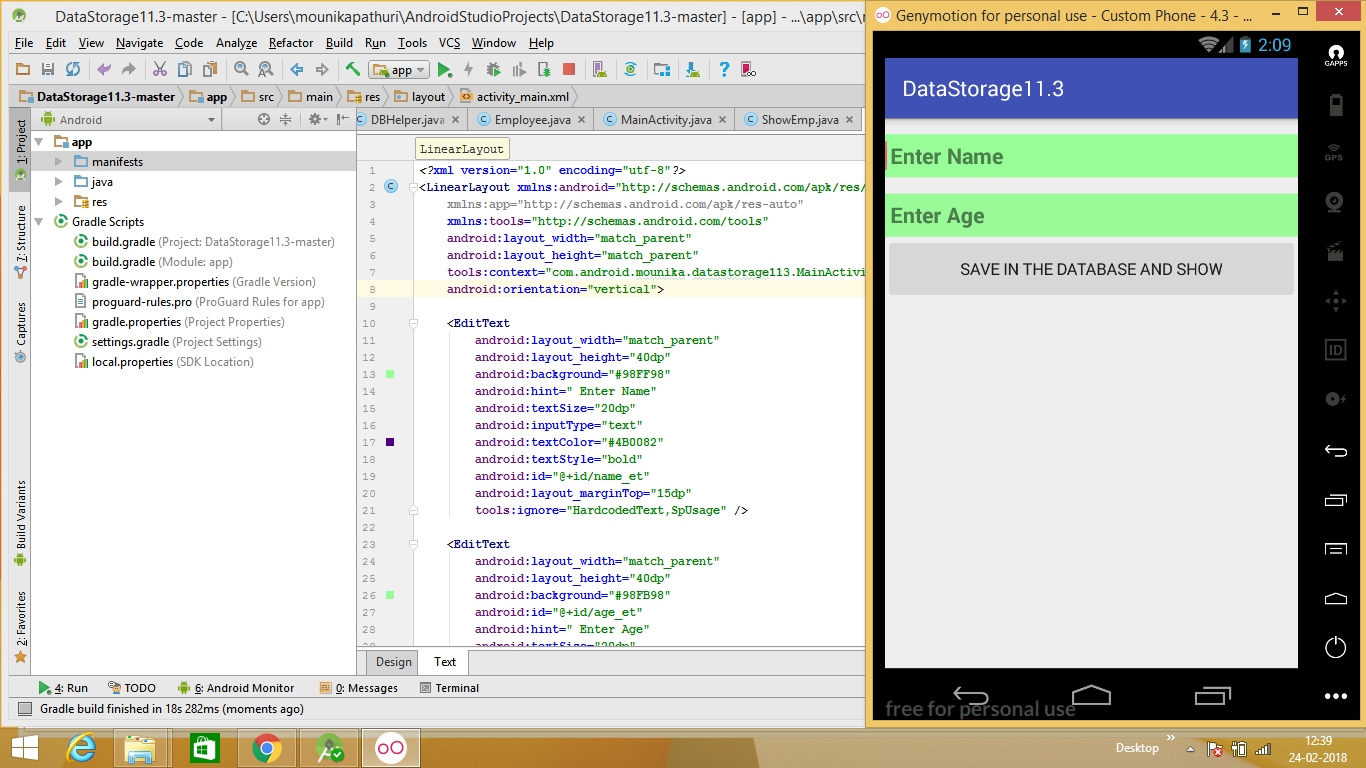 DataStorage11.3-master - [C:\Users\mounikapathuri\AndroidStudioProjects\DataStorage11.3-master] - [app] - ...\app\src\
File Edit View Navigate Code Analyze Refactor Build Run Tools VCS Window Help
app
DataStorage11.3-master app src main res layout activity_main.xml
Android
DBHelper.java Employee.java MainActivity.java ShowEmp.java
1: Project
7: Structure
Captures
Build Variants
2: Favorites
app
manifests
java
res
Gradle Scripts
build.gradle (Project: DataStorage11.3-master)
build.gradle (Module: app)
gradle-wrapper.properties (Gradle Version)
proguard-rules.pro (ProGuard Rules for app)
gradle.properties (Project Properties)
settings.gradle (Project Settings)
local.properties (SDK Location)
LinearLayout
1 <?xml version="1.0" encoding="utf-8"?>
2 <LinearLayout xmlns:android="http://schemas.android.com/apk/res/
3 xmlns:app="http://schemas.android.com/apk/res-auto"
4 xmlns:tools="http://schemas.android.com/tools"
5 android:layout_width="match_parent"
6 android:layout_height="match_parent"
7 tools:context="com.android.mounika.datastorage113.MainActivi
8 android:orientation="vertical">
9
10 <EditText
11 android:layout_width="match_parent"
12 android:layout_height="40dp"
13 android:background="#98FF98"
14 android:hint=" Enter Name"
15 android:textSize="20dp"
16 android:inputType="text"
17 android:textColor="#4B0082"
18 android:textStyle="bold"
19 android:id="@+id/name_et"
20 android:layout_marginTop="15dp"
21 tools:ignore="HardcodedText,SpUsage" />
22
23 <EditText
24 android:layout_width="match_parent"
25 android:layout_height="40dp"
26 android:background="#98FB98"
27 android:id="@+id/age_et"
28 android:hint=" Enter Age"
android:textSize="20dp"
Design Text
4: Run TODO 6: Android Monitor 0: Messages Terminal
Gradle build finished in 18s 282ms (moments ago)
Genymotion for personal use - Custom Phone - 4.3 - ...
2:09
DataStorage11.3
Enter Name
Enter Age
SAVE IN THE DATABASE AND SHOW
free for personal use
GAPPS
GPS
ID
Desktop
12:39
24-02-2018